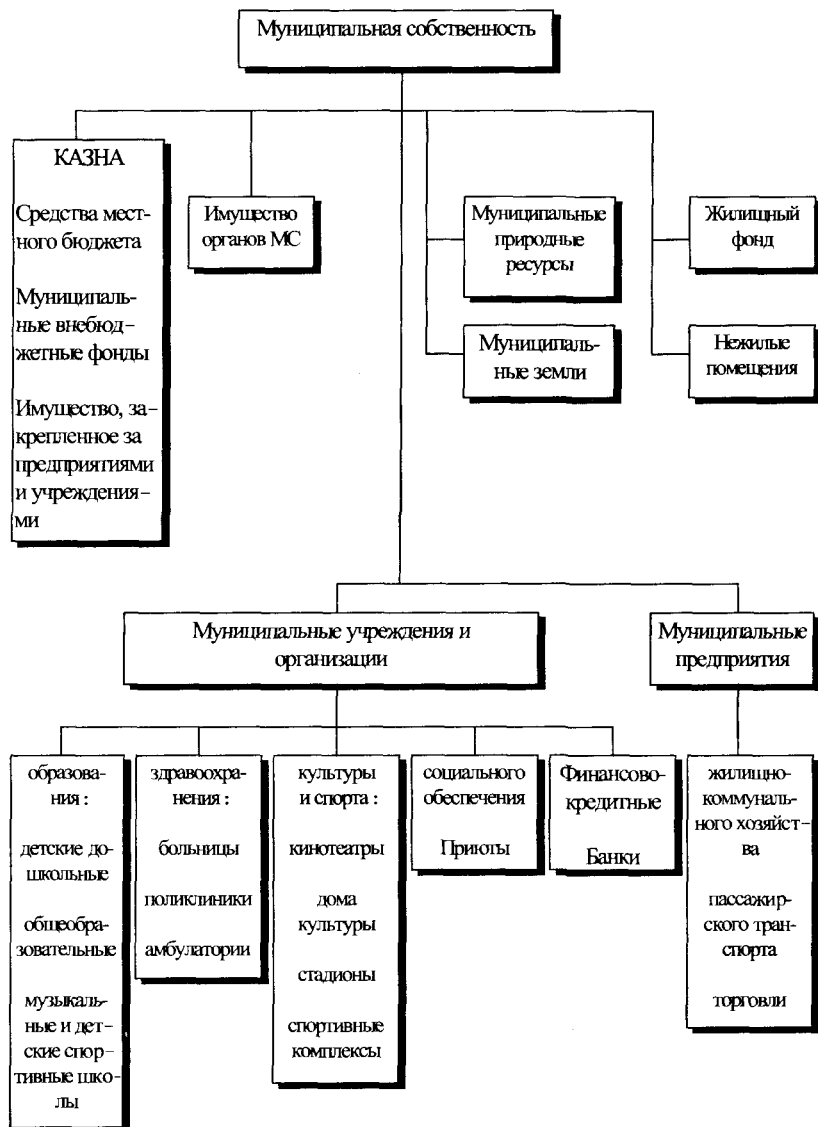 Муниципальная собственность
КАЗНА
Средства мест-
ного бюджета
Муниципаль-
ные внебюд-
жетные фонды
Имущество, за-
крепленное за
предприятиями
и учреждения-
ми
Имущество
органов МС
Муниципальные
природные
ресурсы
Муниципаль-
ные земли
Жилищный
фонд
Нежилые
помещения
Муниципальные учреждения и
организации
Муниципальные
предприятия
образова-
ния :
детские до-
школьные
общеобра-
зовательные
музыкаль-
ные и дет-
ские спор-
тивные шко-
лы
здравоохра-
нения :
больницы
поликлиники
амбулатории
культуры
и спорта :
кинотеатры
дома
культуры
стадионы
спортивные
комплексы
социального
обеспечения
Приюты
Финансово-
кредитные
Банки
жилищно-
коммуналь-
ного хозяйст-
ва
пассажир-
ского тран-
спорта
торговли